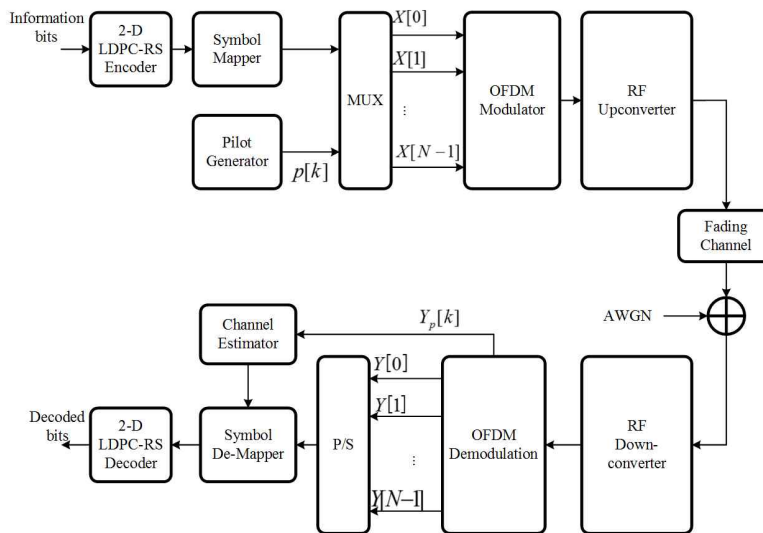 Information
bits
2-D
LDPC-RS
Encoder
Symbol
Mapper
Pilot
Generator
p[k]
MUX
X[0]
X[1]
...
X[N-1]
OFDM
Modulator
RF
Upconverter
Fading
Channel
AWGN
RF
Down-
converter
OFDM
Demodulation
Y_p[k]
Y[0]
Y[1]
...
Y[N-1]
P/S
Channel
Estimator
Symbol
De-Mapper
2-D
LDPC-RS
Decoder
Decoded
bits